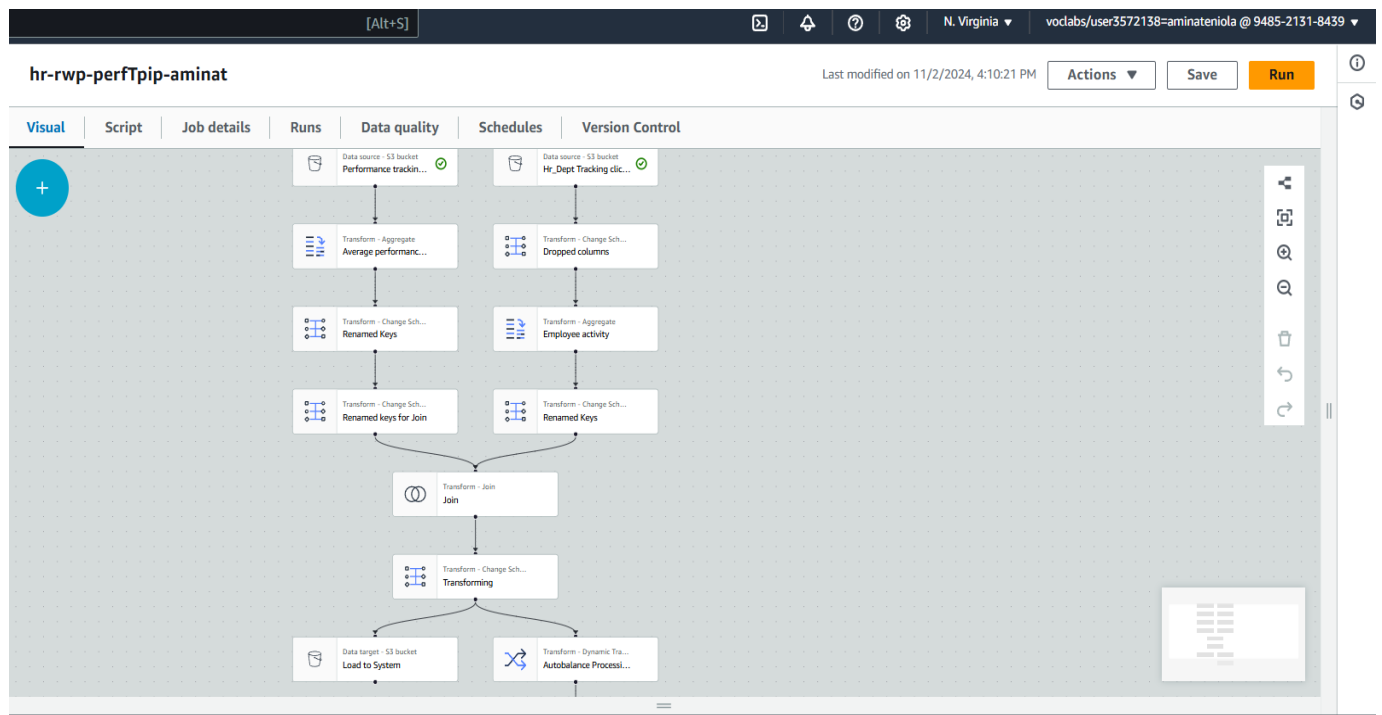 [Alt+S]
N. Virginia ▼
voclabs/user3572138=aminateniola @ 9485-2131-8439 ▼
hr-rwp-perfTpip-aminat
Last modified on 11/2/2024, 4:10:21 PM
Actions ▼
Save
Run
Visual
Script
Job details
Runs
Data quality
Schedules
Version Control
Data source - S3 bucket
Performance trackin...
Data source - S3 bucket
Hr_Dept Tracking clic...
Transform - Aggregate
Average performanc...
Transform - Change Sch...
Dropped columns
Transform - Change Sch...
Renamed Keys
Transform - Aggregate
Employee activity
Transform - Change Sch...
Renamed keys for Join
Transform - Change Sch...
Renamed Keys
Transform - Join
Join
Transform - Change Sch...
Transforming
Data target - S3 bucket
Load to System
Transform - Dynamic Tra...
Autobalance Processi...